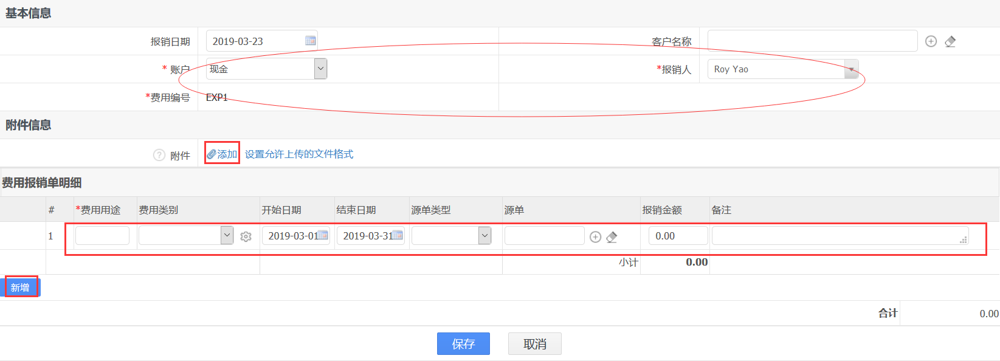 基本信息
报销日期 2019-03-23 客户名称
* 账户 现金 *报销人 Roy Yao
*费用编号 EXP1
附件信息
? 附件 添加 设置允许上传的文件格式
费用报销单明细
# *费用用途 费用类别 开始日期 结束日期 源单类型 源单 报销金额 备注
1 2019-03-01 2019-03-31 0.00
小计 0.00
新增
合计 0.00
保存 取消